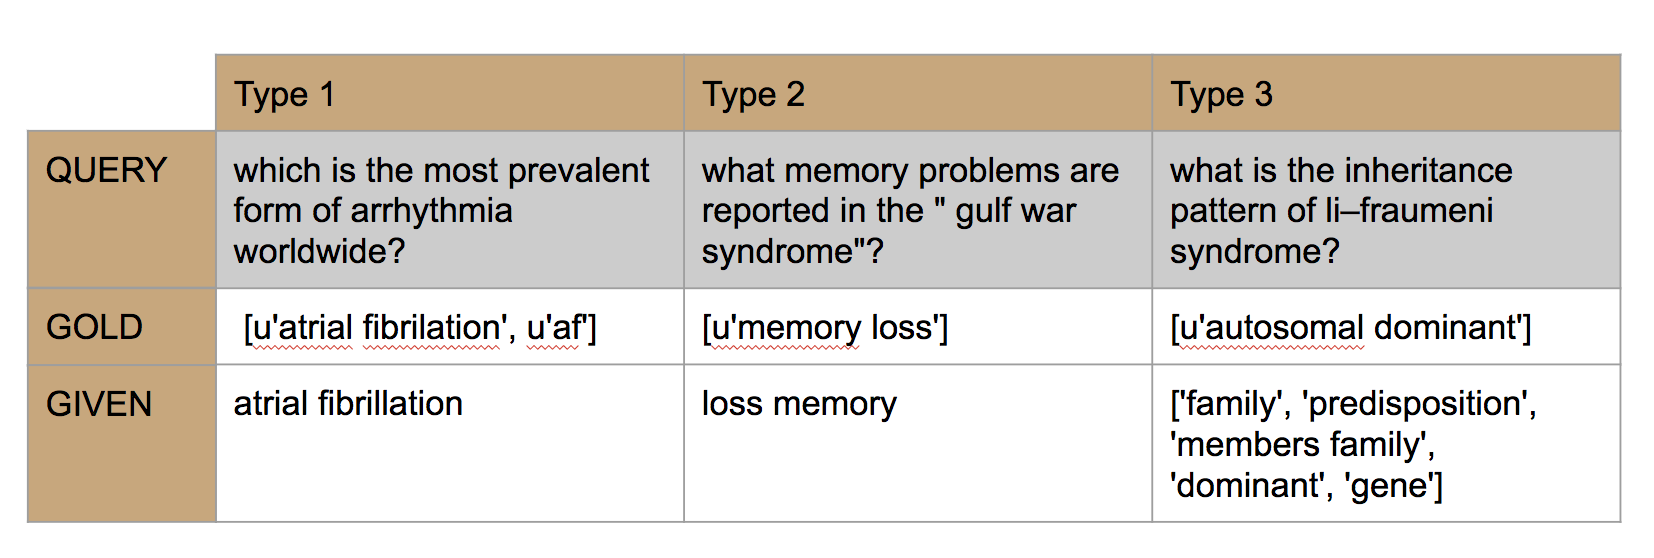 Type 1
Type 2
Type 3
QUERY
which is the most prevalent
form of arrhythmia
worldwide?
what memory problems are
reported in the " gulf war
syndrome"?
what is the inheritance
pattern of li–fraumeni
syndrome?
GOLD
[u'atrial fibrilation', u'af']
[u'memory loss']
[u'autosomal dominant']
GIVEN
atrial fibrillation
loss memory
['family', 'predisposition',
'members family',
'dominant', 'gene']